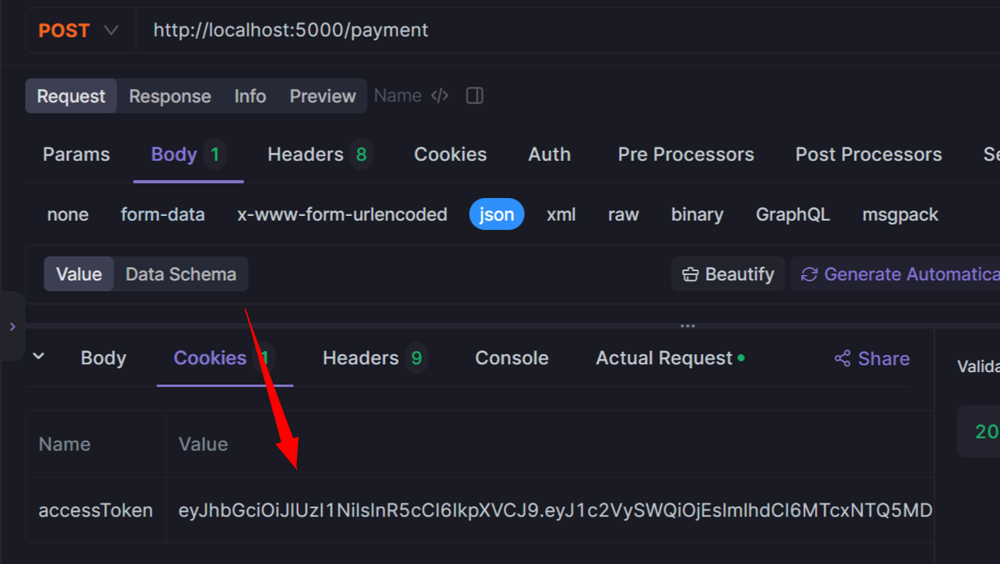 POST http://localhost:5000/payment
Request Response Info Preview Name </>
Params Body 1 Headers 8 Cookies Auth Pre Processors Post Processors Se
none form-data x-www-form-urlencoded json xml raw binary GraphQL msgpack
Value Data Schema Beautify Generate Automatica
Body Cookies 1 Headers 9 Console Actual Request Share Valida
Name Value 20
accessToken eyJhbGciOiJIUzI1NiIsInR5cCI6IkpXVCJ9.eyJ1c2VySWQiOjEsImlhdCI6MTcxNTQ5MD